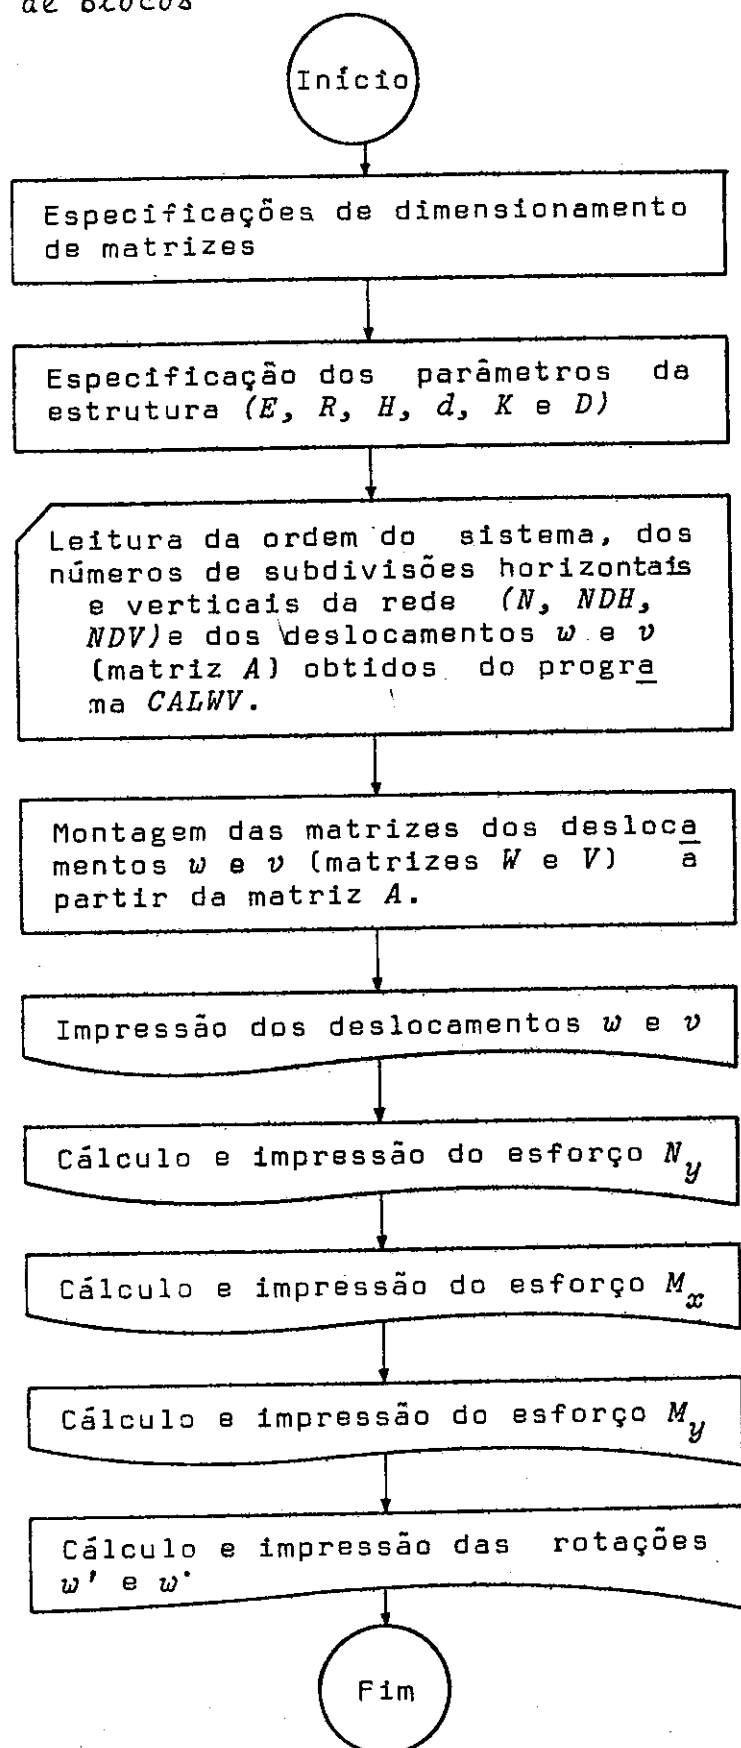 de blocos
Início
Especificações de dimensionamento
de matrizes
Especificação dos parâmetros da
estrutura (E, R, H, d, K e D)
Leitura da ordem do sistema, dos
números de subdivisões horizontais
e verticais da rede (N, NDH,
NDV) e dos deslocamentos w e v
(matriz A) obtidos do progra
ma CALWV.
Montagem das matrizes dos desloca
mentos w e v (matrizes W e V) a
partir da matriz A.
Impressão dos deslocamentos w e v
Cálculo e impressão do esforço N_y
Cálculo e impressão do esforço M_x
Cálculo e impressão do esforço M_y
Cálculo e impressão das rotações
w' e w˙
Fim